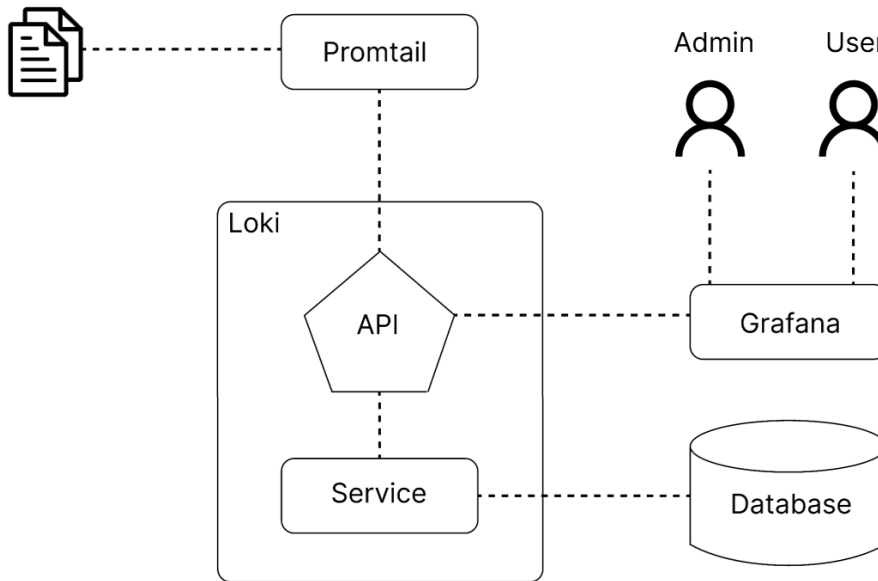 Promtail
Admin
User
Loki
API
Grafana
Service
Database